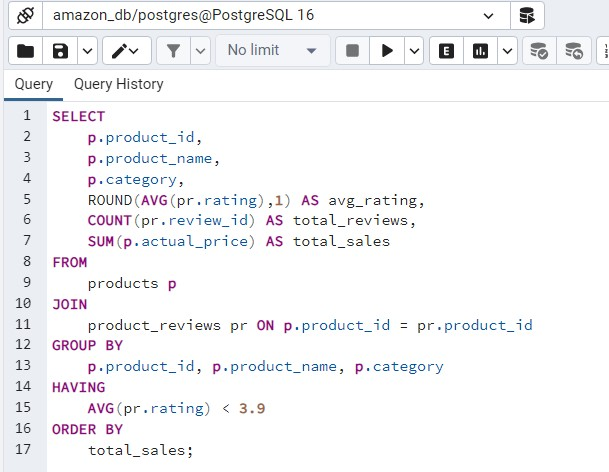 amazon_db/postgres@PostgreSQL 16
No limit
E
Query Query History
1 SELECT
2 p.product_id,
3 p.product_name,
4 p.category,
5 ROUND(AVG(pr.rating),1) AS avg_rating,
6 COUNT(pr.review_id) AS total_reviews,
7 SUM(p.actual_price) AS total_sales
8 FROM
9 products p
10 JOIN
11 product_reviews pr ON p.product_id = pr.product_id
12 GROUP BY
13 p.product_id, p.product_name, p.category
14 HAVING
15 AVG(pr.rating) < 3.9
16 ORDER BY
17 total_sales;